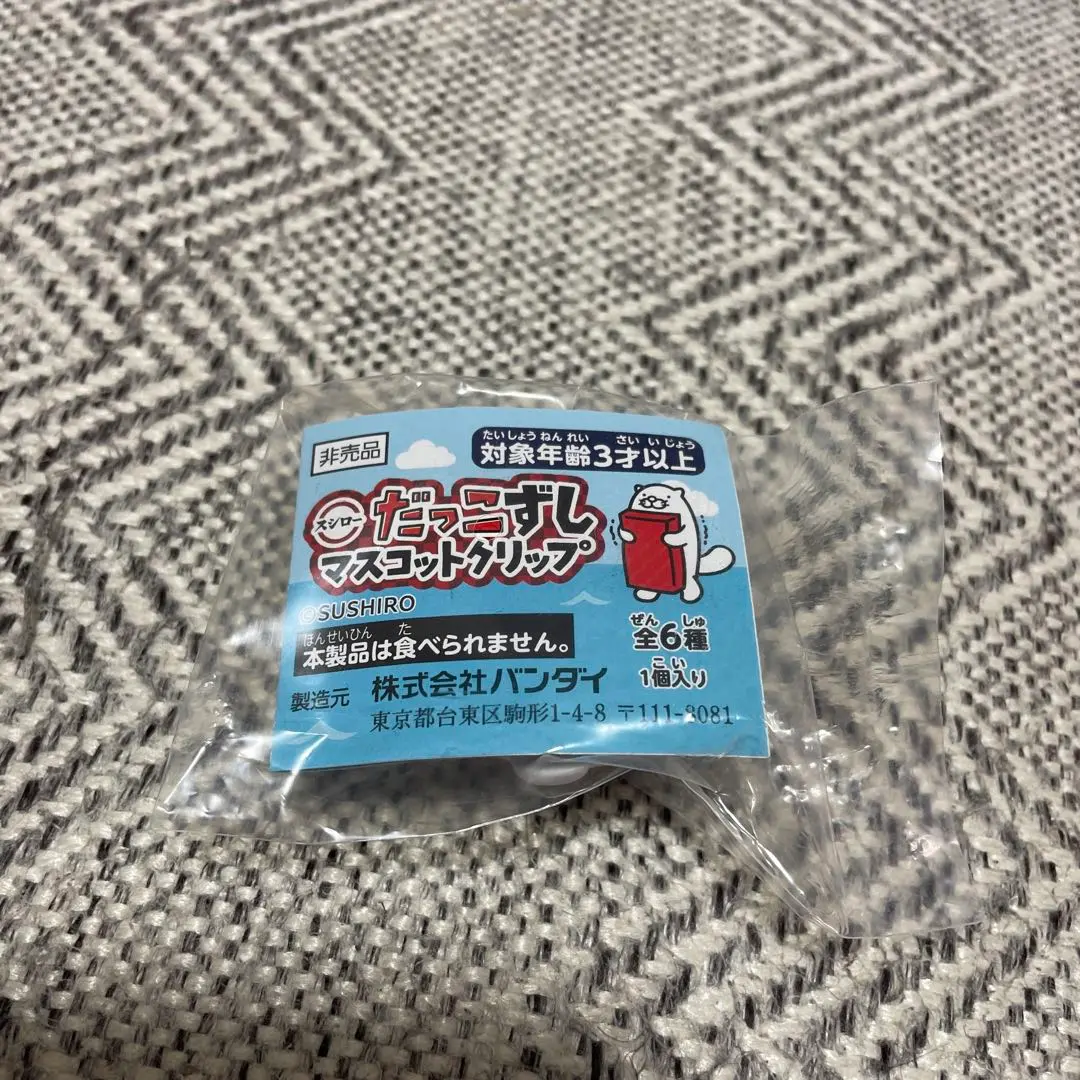 非売品
たいしょうねんれい さいいじょう
対象年齢3才以上
スシロー
だっこずし
マスコットクリップ
©SUSHIRO
ほんせいひん た
本製品は食べられません。
ぜん しゅ
全6種
こい
1個入り
製造元 株式会社バンダイ
東京都台東区駒形1-4-8 〒111-8081